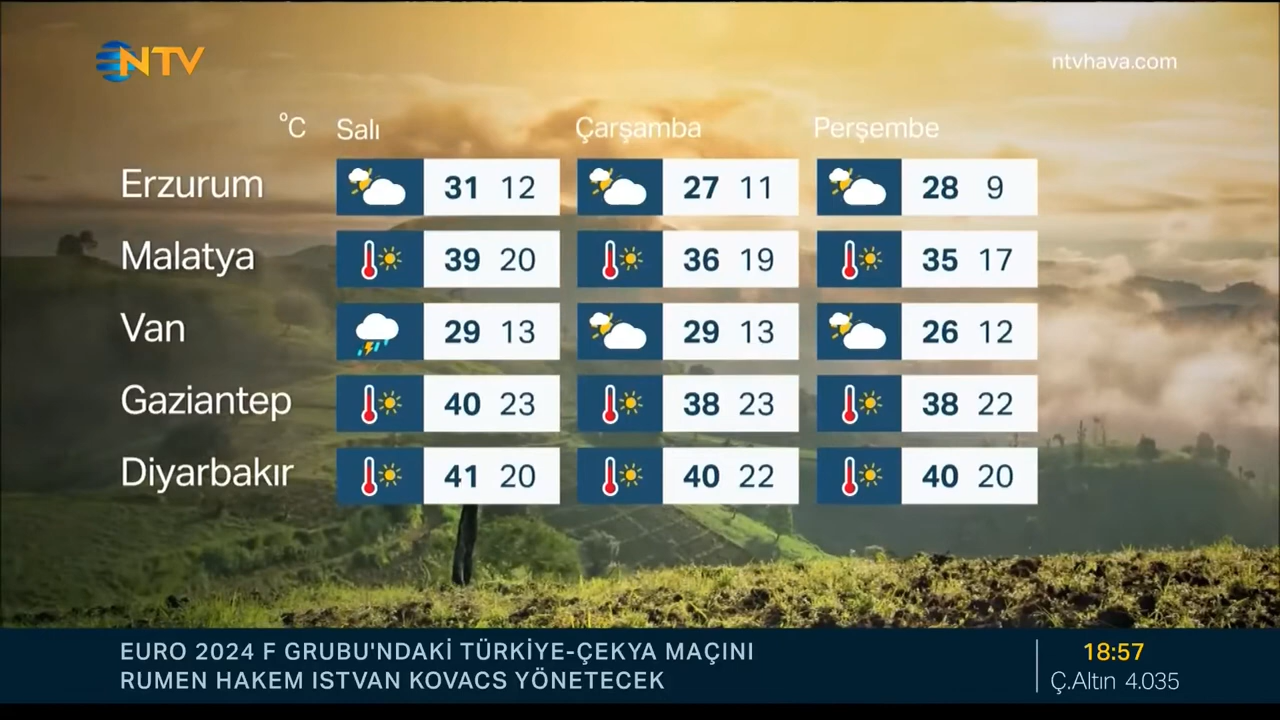 NTV
ntvhava.com
°C Salı Çarşamba Perşembe
Erzurum 31 12 27 11 28 9
Malatya 39 20 36 19 35 17
Van 29 13 29 13 26 12
Gaziantep 40 23 38 23 38 22
Diyarbakır 41 20 40 22 40 20
EURO 2024 F GRUBU'NDAKİ TÜRKİYE-ÇEKYA MAÇINI
RUMEN HAKEM ISTVAN KOVACS YÖNETECEK
18:57
Ç.Altın 4.035